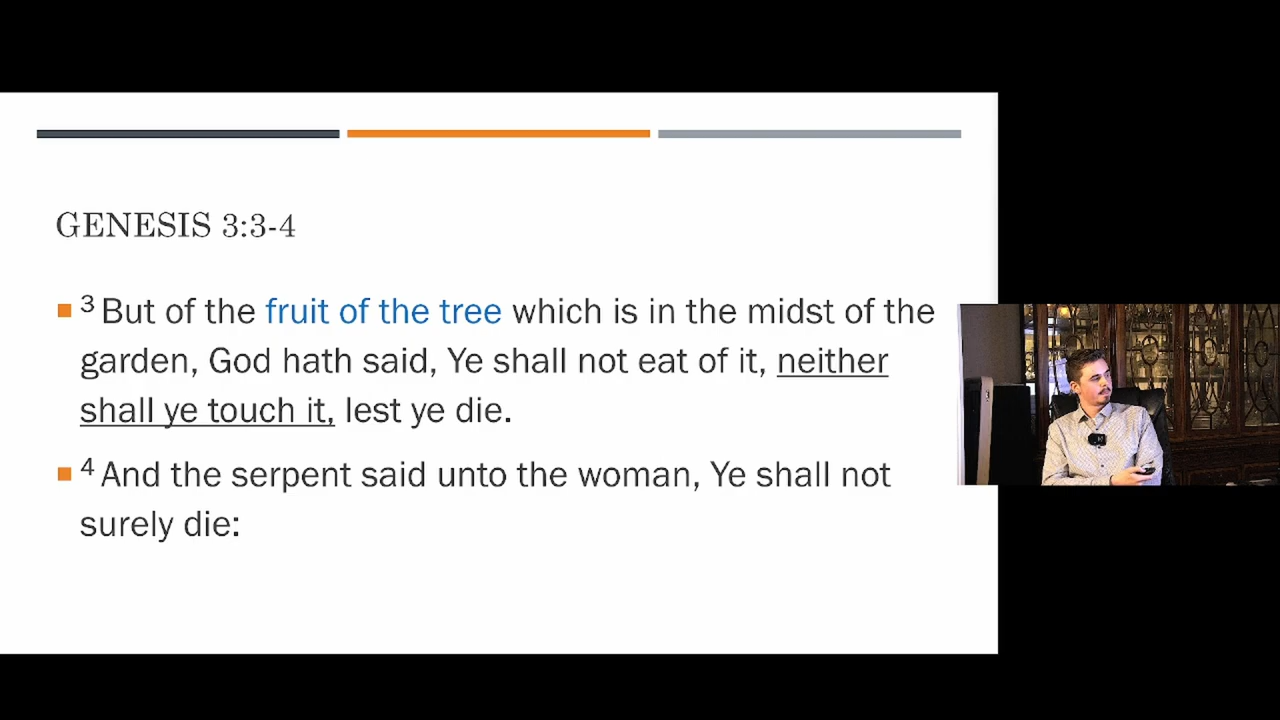 GENESIS 3:3-4
3 But of the fruit of the tree which is in the midst of the
garden, God hath said, Ye shall not eat of it, neither
shall ye touch it, lest ye die.
4 And the serpent said unto the woman, Ye shall not
surely die: